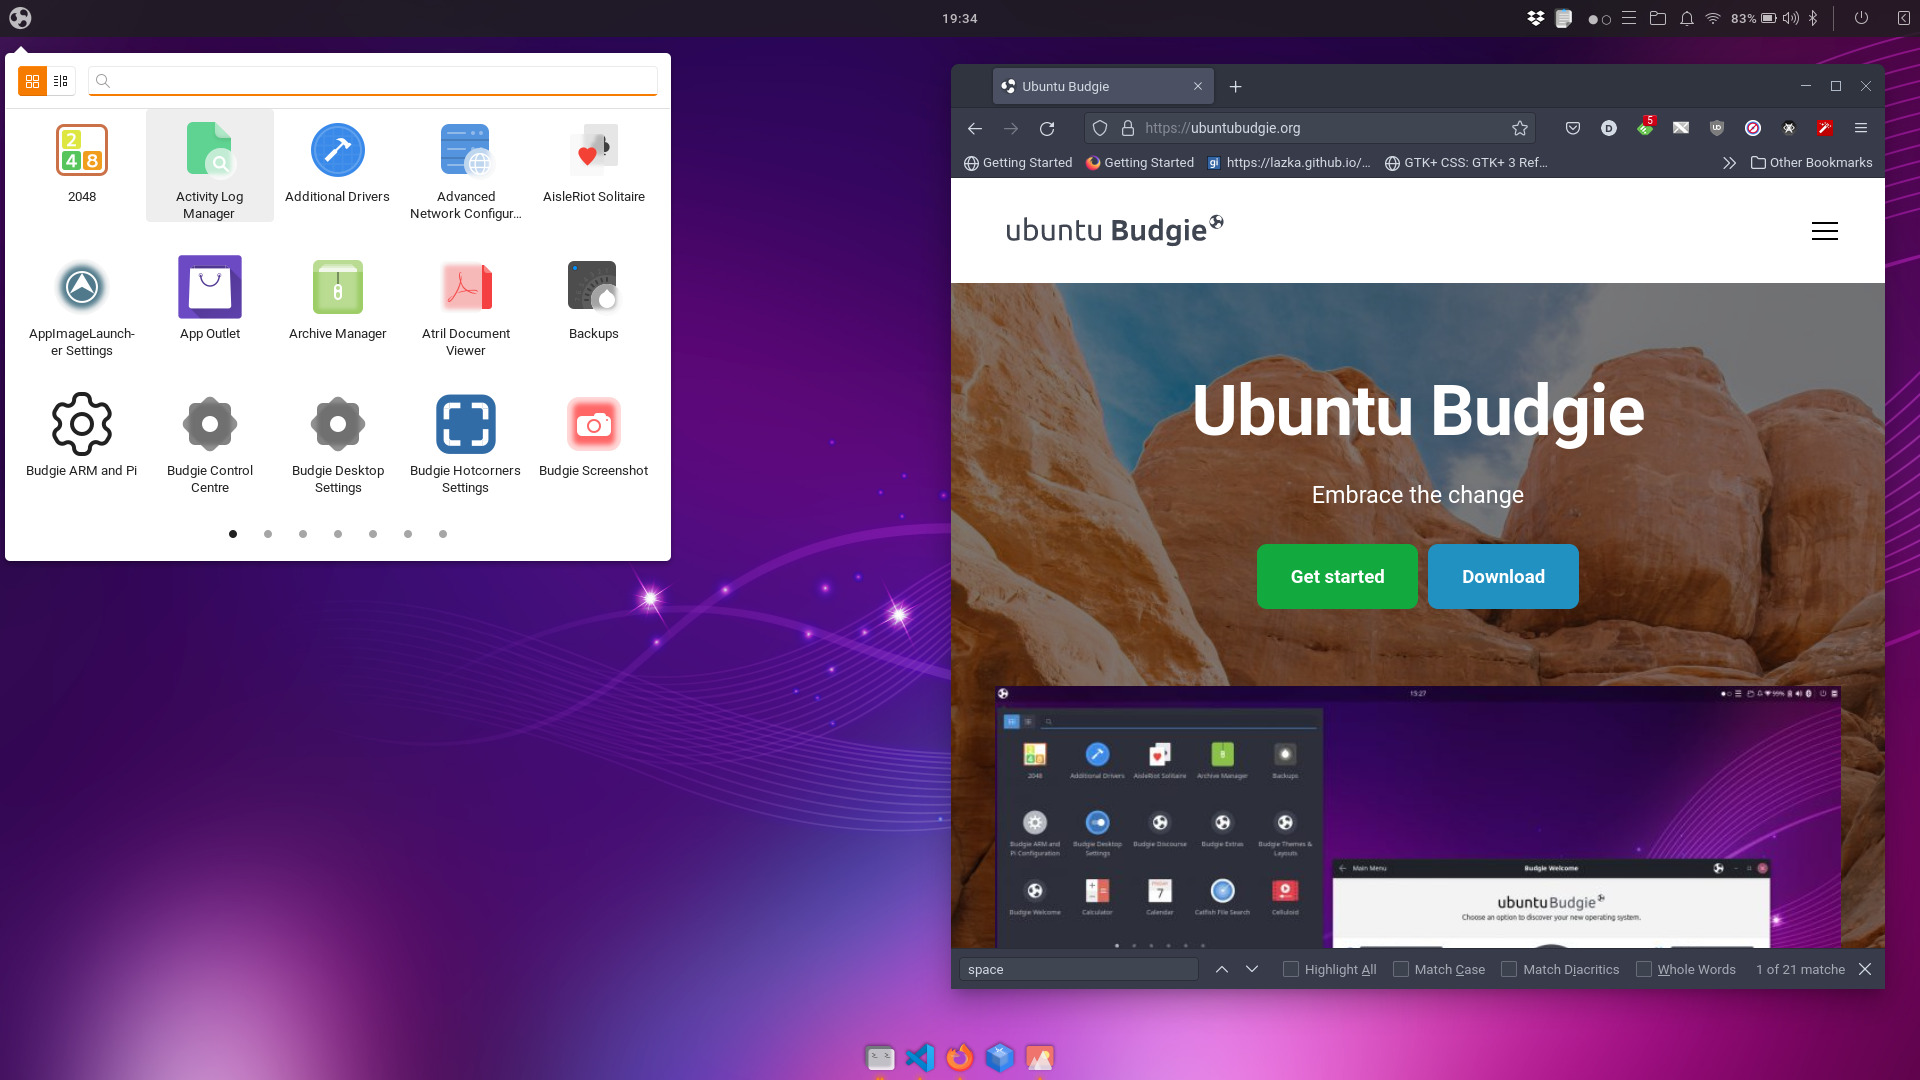 19:34
83%
2048
Activity Log
Manager
Additional Drivers
Advanced
Network Configur...
AisleRiot Solitaire
AppImageLaunch-
er Settings
App Outlet
Archive Manager
Atril Document
Viewer
Backups
Budgie ARM and Pi
Budgie Control
Centre
Budgie Desktop
Settings
Budgie Hotcorners
Settings
Budgie Screenshot
Ubuntu Budgie
https://ubuntubudgie.org
5
Getting Started
Getting Started
https://lazka.github.io/...
GTK+ CSS: GTK+ 3 Ref...
Other Bookmarks
ubuntu Budgie
Ubuntu Budgie
Embrace the change
Get started
Download
15:27
99%
2048
Additional Drivers
AisleRiot Solitaire
Archive Manager
Backups
Budgie ARM and
Pi Configuration
Budgie Desktop
Settings
Budgie Discourse
Budgie Extras
Budgie Themes &
Layouts
Budgie Welcome
Calculator
7
Calendar
Catfish File Search
Celluloid
Main Menu
Budgie Welcome
ubuntu Budgie
Choose an option to discover your new operating system.
space
Highlight All
Match Case
Match Diacritics
Whole Words
1 of 21 matche